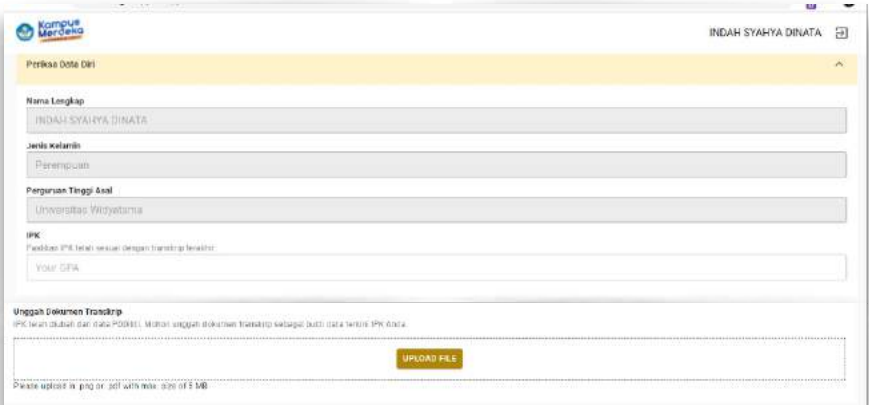 Kampus
Merdeka
INDAH SYAHYA DINATA
Periksa Data Diri
Nama Lengkap
INDAH SYAHYA DINATA
Jenis Kelamin
Perempuan
Perguruan Tinggi Asal
Universitas Widyatama
IPK
Pastikan IPK telah sesuai dengan transkrip terakhir
Your GPA
Unggah Dokumen Transkrip
IPK telah diubah dari data PDDikti. Mohon unggah dokumen transkrip sebagai bukti data terkini IPK Anda.
UPLOAD FILE
Please upload in .png or .pdf with max. size of 5 MB